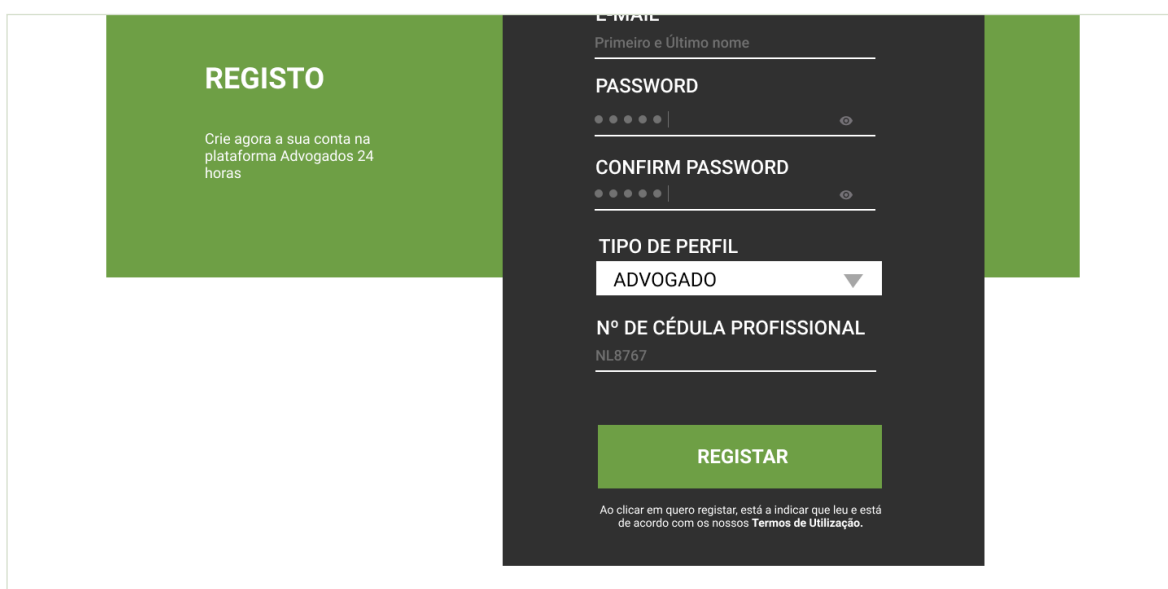 REGISTO
Crie agora a sua conta na
plataforma Advogados 24
horas
E-MAIL
Primeiro e Último nome
PASSWORD
CONFIRM PASSWORD
TIPO DE PERFIL
ADVOGADO
Nº DE CÉDULA PROFISSIONAL
NL8767
REGISTAR
Ao clicar em quero registar, está a indicar que leu e está
de acordo com os nossos Termos de Utilização.